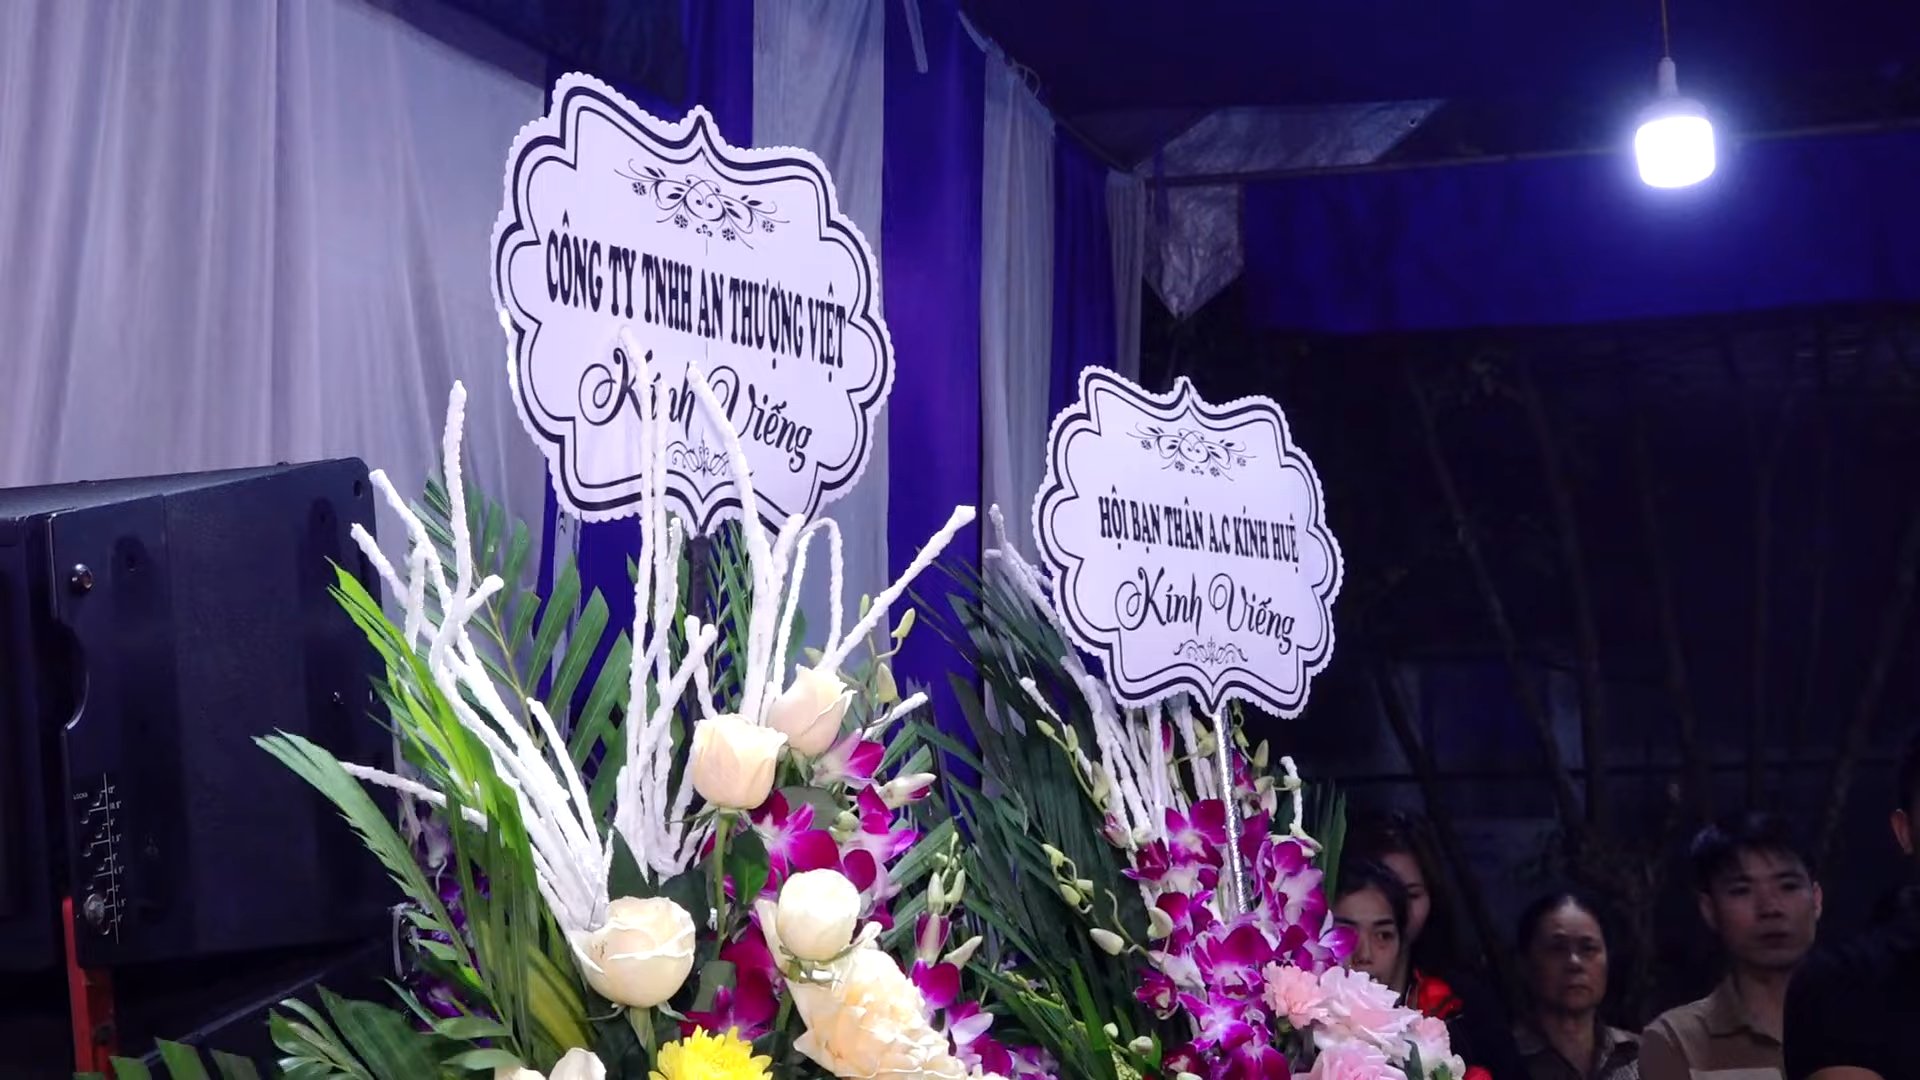 CÔNG TY TNHH AN THƯỢNG VIỆT
Kính Viếng
HỘI BẠN THÂN A.C KÍNH HUỆ
Kính Viếng